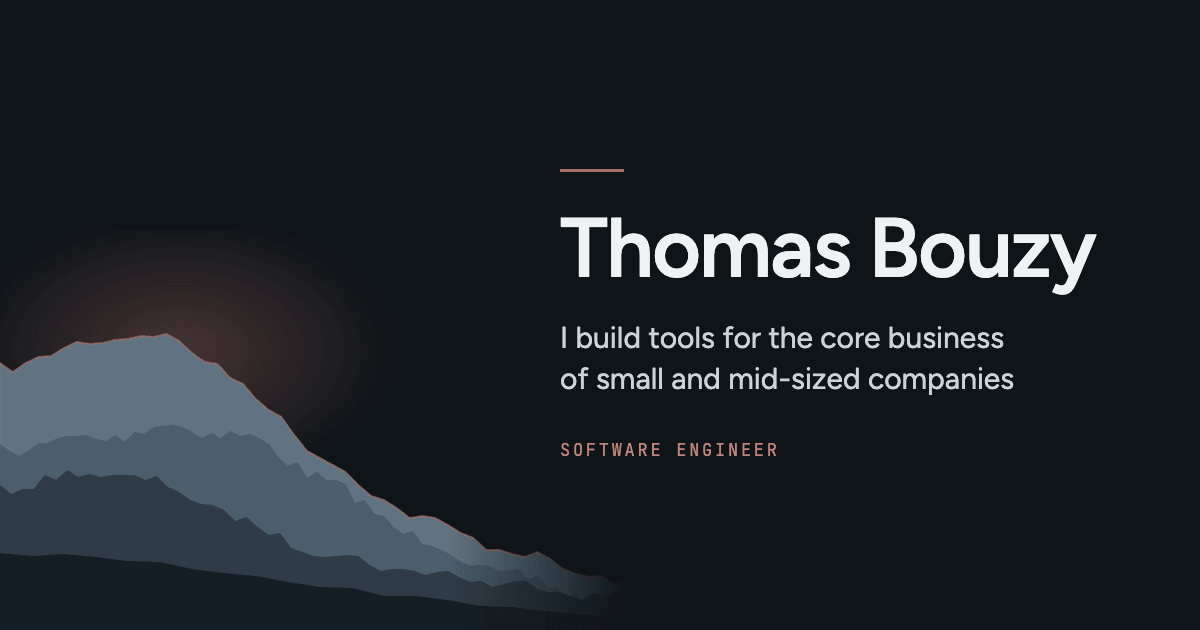 Thomas Bouzy
I build tools for the core business
of small and mid-sized companies
SOFTWARE ENGINEER